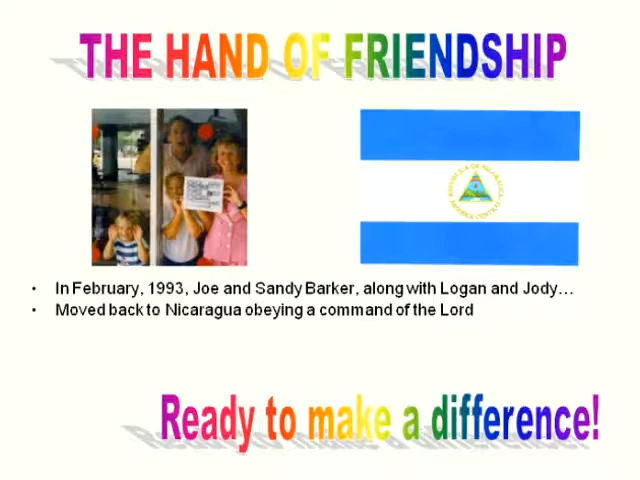 THE HAND OF FRIENDSHIP
• In February, 1993, Joe and Sandy Barker, along with Logan and Jody…
• Moved back to Nicaragua obeying a command of the Lord
Ready to make a difference!